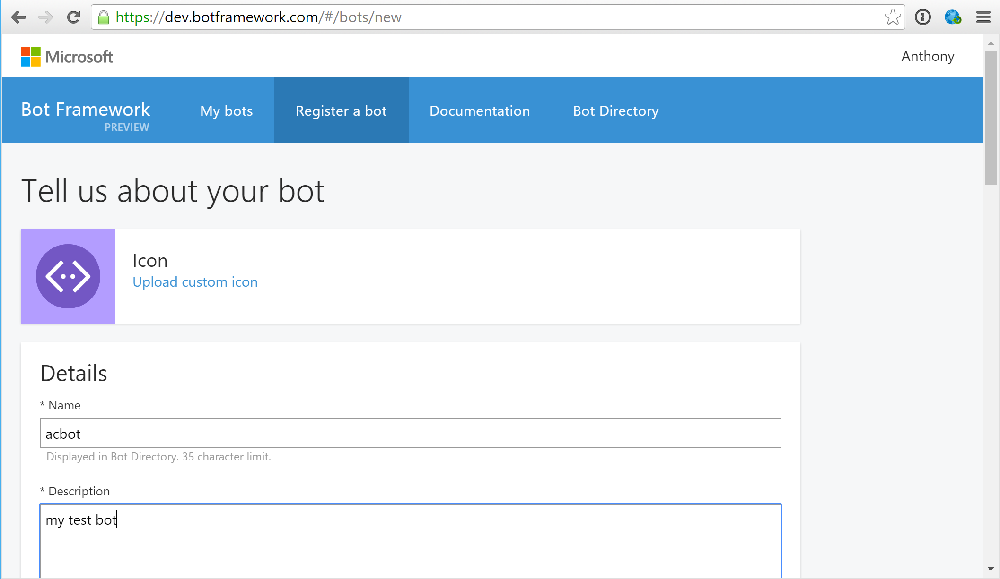 https://dev.botframework.com/#/bots/new
Microsoft
Anthony
Bot Framework
PREVIEW
My bots
Register a bot
Documentation
Bot Directory
Tell us about your bot
Icon
Upload custom icon
Details
* Name
acbot
Displayed in Bot Directory. 35 character limit.
* Description
my test bot